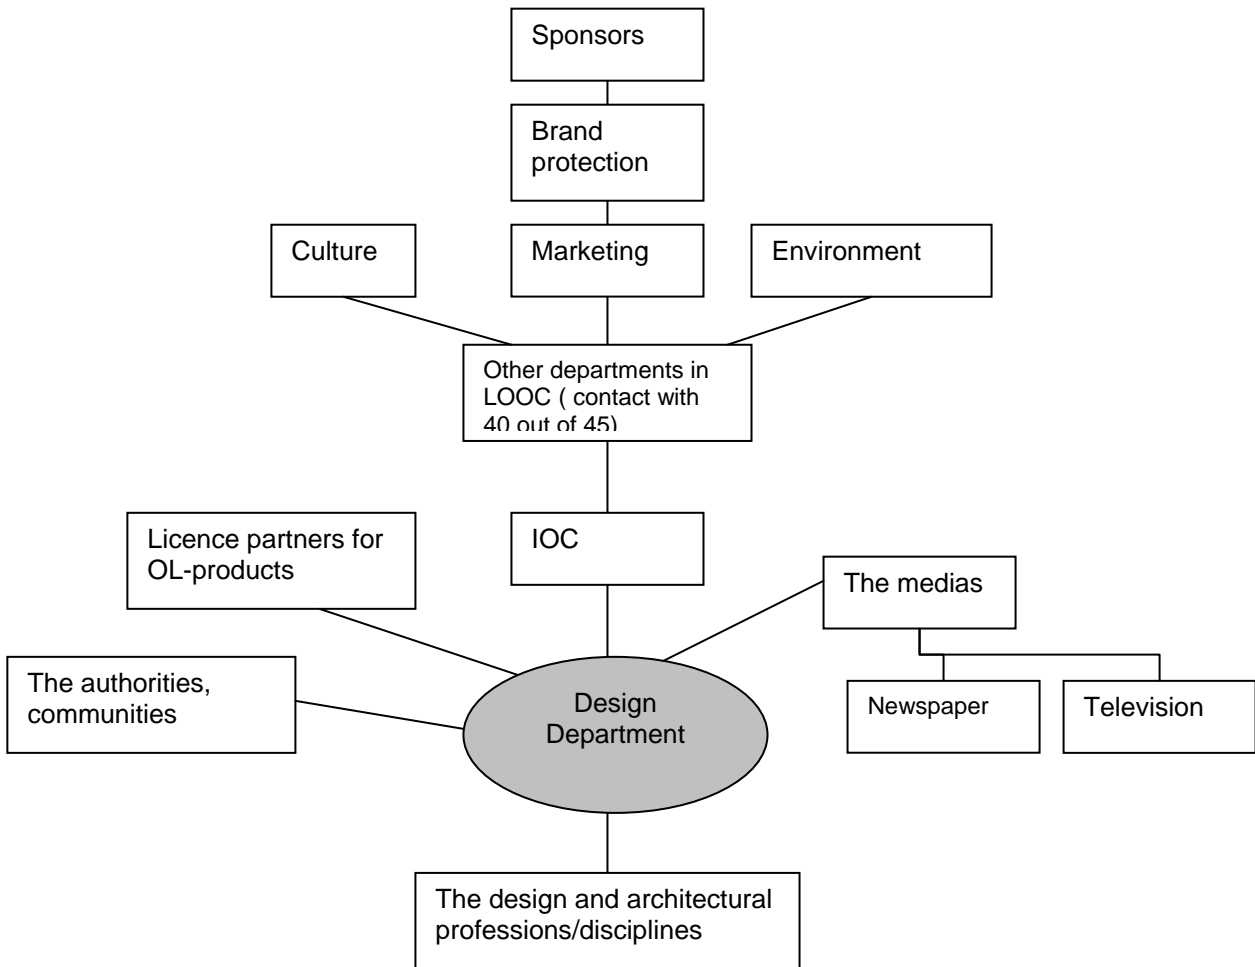 Sponsors
Brand
protection
Culture
Marketing
Environment
Other departments in
LOOC ( contact with
40 out of 45)
Licence partners for
OL-products
IOC
The medias
The authorities,
communities
Design
Department
Newspaper
Television
The design and architectural
professions/disciplines